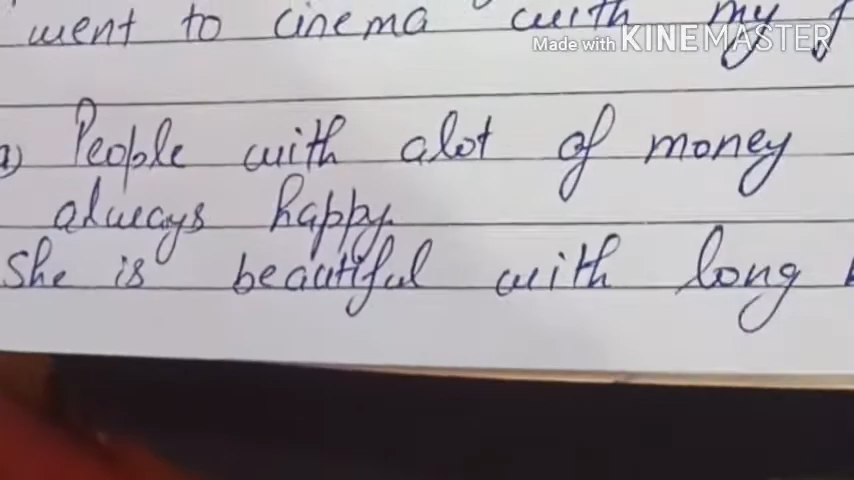 went to cinema with my f
Made with KINEMASTER
a) People with alot of money
always happy.
She is beautiful with long